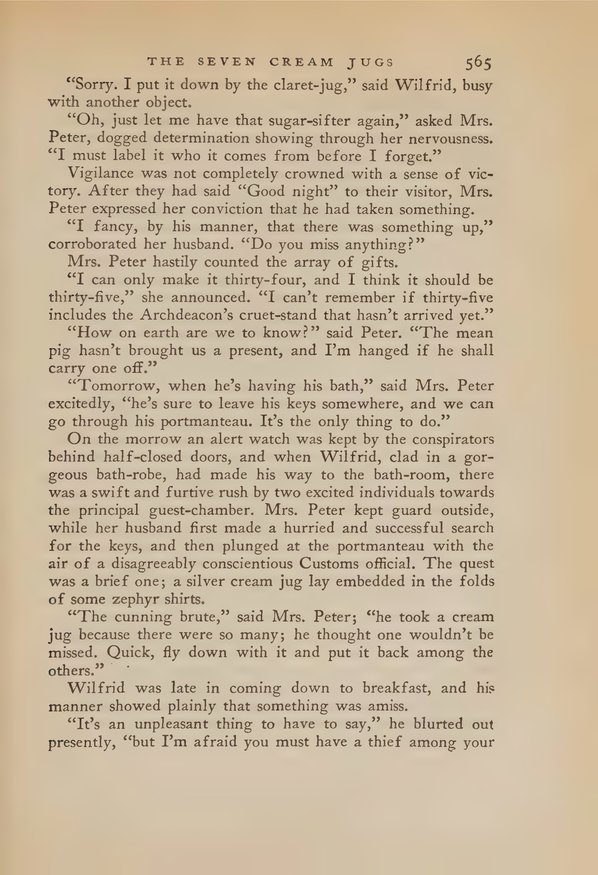 THE SEVEN CREAM JUGS 565
“Sorry. I put it down by the claret-jug,” said Wilfrid, busy
with another object.
“Oh, just let me have that sugar-sifter again,” asked Mrs.
Peter, dogged determination showing through her nervousness.
“I must label it who it comes from before I forget.”
Vigilance was not completely crowned with a sense of vic-
tory. After they had said “Good night” to their visitor, Mrs.
Peter expressed her conviction that he had taken something.
“I fancy, by his manner, that there was something up,”
corroborated her husband. “Do you miss anything?”
Mrs. Peter hastily counted the array of gifts.
“I can only make it thirty-four, and I think it should be
thirty-five,” she announced. “I can’t remember if thirty-five
includes the Archdeacon’s cruet-stand that hasn’t arrived yet.”
“How on earth are we to know?” said Peter. “The mean
pig hasn’t brought us a present, and I’m hanged if he shall
carry one off.”
“Tomorrow, when he’s having his bath,” said Mrs. Peter
excitedly, “he’s sure to leave his keys somewhere, and we can
go through his portmanteau. It’s the only thing to do.”
On the morrow an alert watch was kept by the conspirators
behind half-closed doors, and when Wilfrid, clad in a gor-
geous bath-robe, had made his way to the bath-room, there
was a swift and furtive rush by two excited individuals towards
the principal guest-chamber. Mrs. Peter kept guard outside,
while her husband first made a hurried and successful search
for the keys, and then plunged at the portmanteau with the
air of a disagreeably conscientious Customs official. The quest
was a brief one; a silver cream jug lay embedded in the folds
of some zephyr shirts.
“The cunning brute,” said Mrs. Peter; “he took a cream
jug because there were so many; he thought one wouldn’t be
missed. Quick, fly down with it and put it back among the
others.”
Wilfrid was late in coming down to breakfast, and his
manner showed plainly that something was amiss.
“It’s an unpleasant thing to have to say,” he blurted out
presently, “but I’m afraid you must have a thief among your